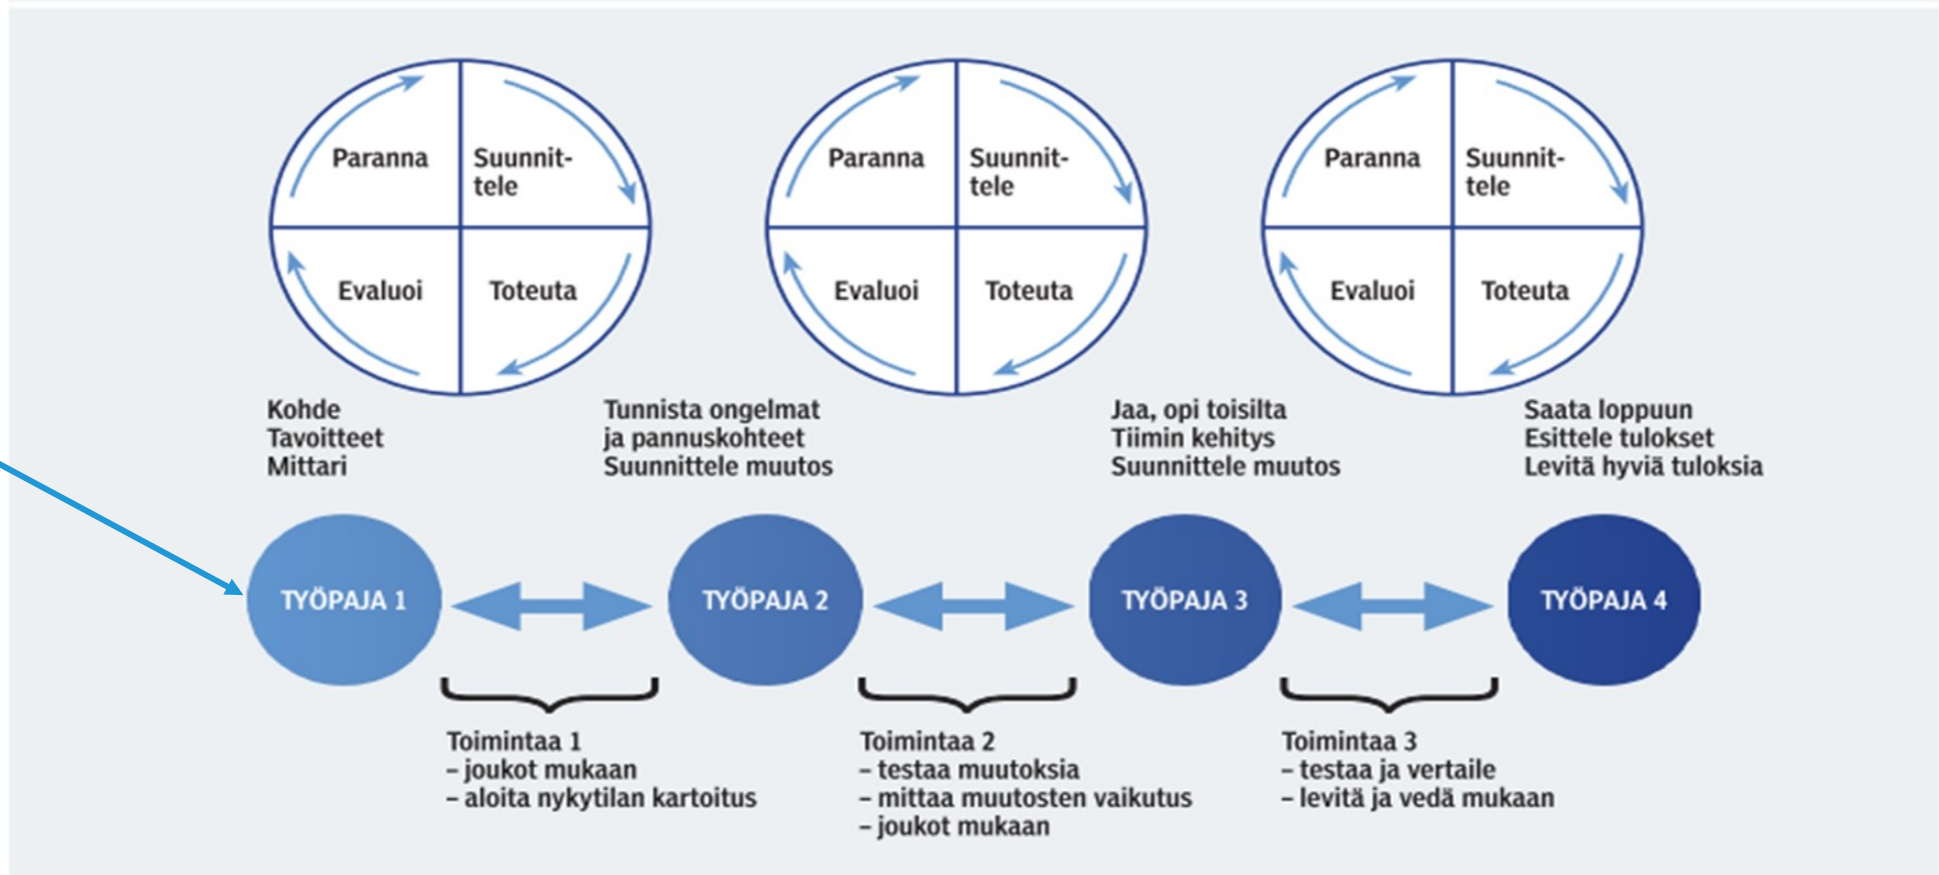 Paranna
Suunnit-
tele
Evaluoi
Toteuta
Paranna
Suunnit-
tele
Evaluoi
Toteuta
Paranna
Suunnit-
tele
Evaluoi
Toteuta
Kohde
Tavoitteet
Mittari
Tunnista ongelmat
ja pannuskohteet
Suunnittele muutos
Jaa, opi toisilta
Tiimin kehitys
Suunnittele muutos
Saata loppuun
Esittele tulokset
Levitä hyviä tuloksia
TYÖPAJA 1
TYÖPAJA 2
TYÖPAJA 3
TYÖPAJA 4
Toimintaa 1
– joukot mukaan
– aloita nykytilan kartoitus
Toimintaa 2
– testaa muutoksia
– mittaa muutosten vaikutus
– joukot mukaan
Toimintaa 3
– testaa ja vertaile
– levitä ja vedä mukaan